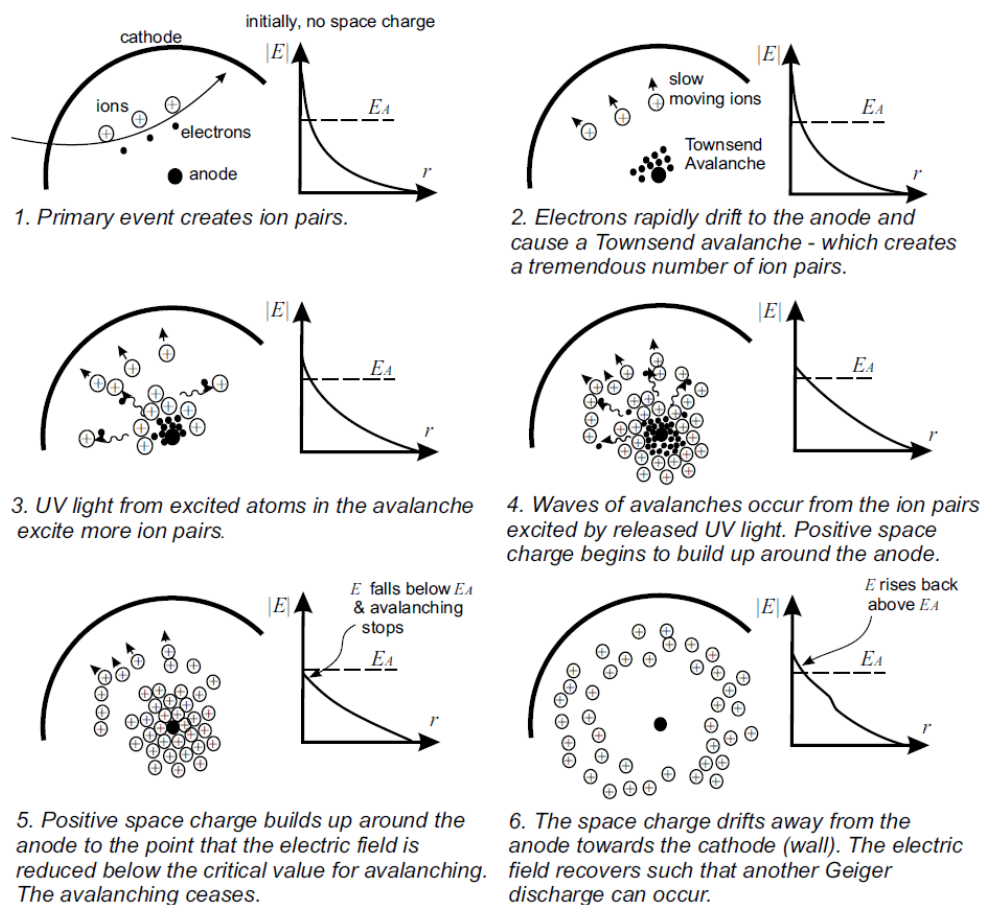 initially, no space charge
cathode
|E|
ions
E_A
electrons
anode
r
1. Primary event creates ion pairs.
|E|
slow
moving ions
E_A
Townsend
Avalanche
r
2. Electrons rapidly drift to the anode and
cause a Townsend avalanche - which creates
a tremendous number of ion pairs.
|E|
E_A
r
3. UV light from excited atoms in the avalanche
excite more ion pairs.
|E|
E_A
r
4. Waves of avalanches occur from the ion pairs
excited by released UV light. Positive space
charge begins to build up around the anode.
E falls below E_A
& avalanching
stops
|E|
E_A
r
5. Positive space charge builds up around the
anode to the point that the electric field is
reduced below the critical value for avalanching.
The avalanching ceases.
E rises back
above E_A
|E|
E_A
r
6. The space charge drifts away from the
anode towards the cathode (wall). The electric
field recovers such that another Geiger
discharge can occur.